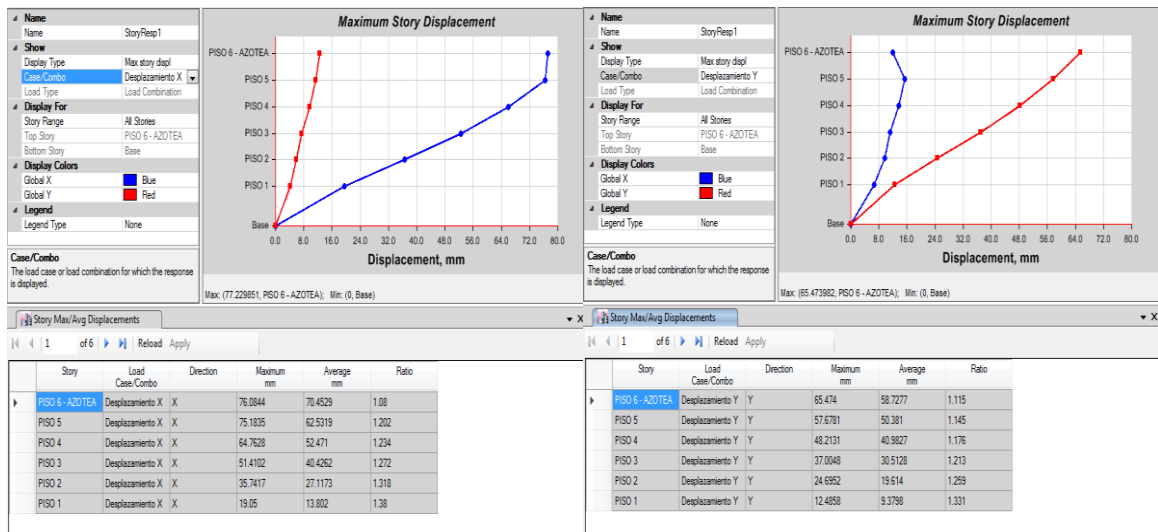 Name
Name StoryResp1
Show
Display Type Max story displ
Case/Combo Desplazamiento X
Load Type Load Combination
Display For
Story Range All Stories
Top Story PISO 6 - AZOTEA
Bottom Story Base
Display Colors
Global X Blue
Global Y Red
Legend
Legend Type None
Case/Combo
The load case or load combination for which the response
is displayed.
Maximum Story Displacement
PISO 6 - AZOTEA
PISO 5
PISO 4
PISO 3
PISO 2
PISO 1
Base
0.0 8.0 16.0 24.0 32.0 40.0 48.0 56.0 64.0 72.0 80.0
Displacement, mm
Max: (77.229851, PISO 6 - AZOTEA); Min: (0, Base)
Name
Name StoryResp1
Show
Display Type Max story displ
Case/Combo Desplazamiento Y
Load Type Load Combination
Display For
Story Range All Stories
Top Story PISO 6 - AZOTEA
Bottom Story Base
Display Colors
Global X Blue
Global Y Red
Legend
Legend Type None
Case/Combo
The load case or load combination for which the response
is displayed.
Maximum Story Displacement
PISO 6 - AZOTEA
PISO 5
PISO 4
PISO 3
PISO 2
PISO 1
Base
0.0 8.0 16.0 24.0 32.0 40.0 48.0 56.0 64.0 72.0 80.0
Displacement, mm
Max: (65.473982, PISO 6 - AZOTEA); Min: (0, Base)
Story Max/Avg Displacements
1 of 6 Reload Apply
Story Load Case/Combo Direction Maximum mm Average mm Ratio
PISO 6 - AZOTEA Desplazamiento X X 76.0844 70.4529 1.08
PISO 5 Desplazamiento X X 75.1835 62.5319 1.202
PISO 4 Desplazamiento X X 64.7628 52.471 1.234
PISO 3 Desplazamiento X X 51.4102 40.4262 1.272
PISO 2 Desplazamiento X X 35.7417 27.1173 1.318
PISO 1 Desplazamiento X X 19.05 13.802 1.38
Story Max/Avg Displacements
1 of 6 Reload Apply
Story Load Case/Combo Direction Maximum mm Average mm Ratio
PISO 6 - AZOTEA Desplazamiento Y Y 65.474 58.7277 1.115
PISO 5 Desplazamiento Y Y 57.6781 50.381 1.145
PISO 4 Desplazamiento Y Y 48.2131 40.9827 1.176
PISO 3 Desplazamiento Y Y 37.0048 30.5128 1.213
PISO 2 Desplazamiento Y Y 24.6952 19.614 1.259
PISO 1 Desplazamiento Y Y 12.4858 9.3798 1.331